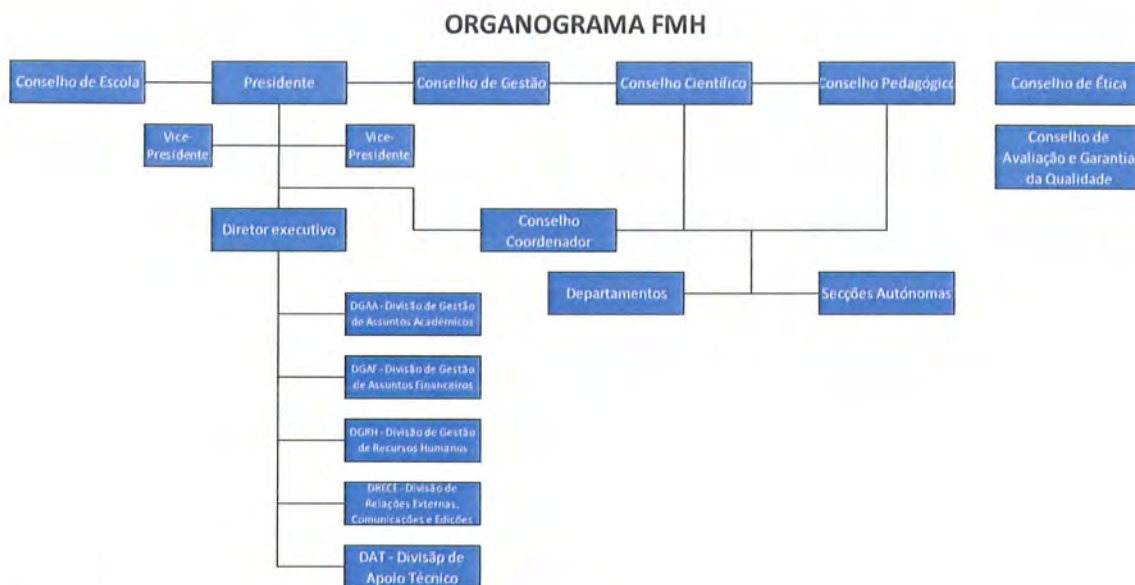 ORGANOGRAMA FMH
Conselho de Escola
Presidente
Conselho de Gestão
Conselho Científico
Conselho Pedagógico
Conselho de Ética
Vice-
Presidente
Vice-
Presidente
Conselho de
Avaliação e Garantia
da Qualidade
Diretor executivo
Conselho
Coordenador
Departamentos
Secções Autónomas
DGAA - Divisão de Gestão
de Assuntos Académicos
DGAF - Divisão de Gestão
de Assuntos Financeiros
DGRH - Divisão de Gestão
de Recursos Humanos
DRECE - Divisão de
Relações Externas,
Comunicações e Edições
DAT - Divisãp de
Apoio Técnico